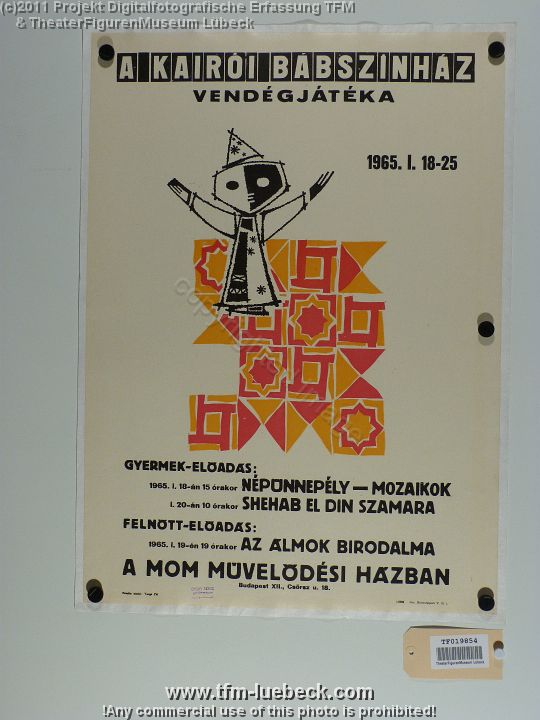 (c)2011 Projekt Digitalfotografische Erfassung TFM
& TheaterFigurenMuseum Lübeck
A KAIRÓI BÁBSZINHÁZ
VENDÉGJÁTÉKA
1965. I. 18-25
GYERMEK-ELŐADÁS:
1965. I. 18-án 15 órakor NÉPÜNNEPÉLY — MOZAIKOK
I. 20-án 10 órakor SHEHAB EL DIN SZAMARA
FELNŐTT-ELŐADÁS:
1965. I. 19-én 19 órakor AZ ÁLMOK BIRODALMA
A MOM MŰVELŐDÉSI HÁZBAN
Budapest XII., Csörsz u. 18.
TF019854
TheaterFigurenMuseum Lübeck
www.tfm-luebeck.com
!Any commercial use of this photo is prohibited!